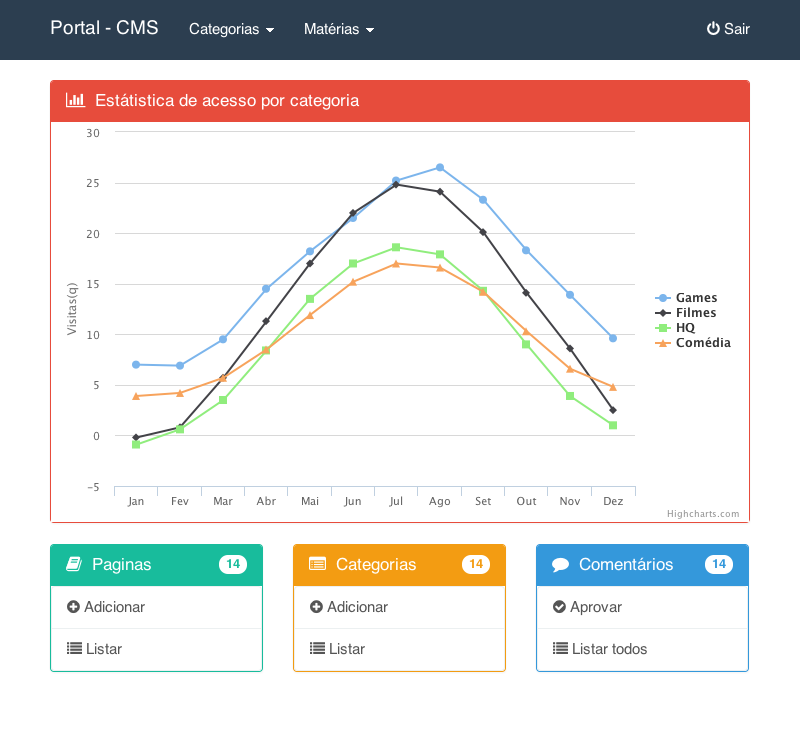 Portal - CMS Categorias Matérias Sair
Estátistica de acesso por categoria
30
25
20
15
10
5
0
-5
Visitas(q)
Jan Fev Mar Abr Mai Jun Jul Ago Set Out Nov Dez
Games
Filmes
HQ
Comédia
Highcharts.com
Paginas 14
Adicionar
Listar
Categorias 14
Adicionar
Listar
Comentários 14
Aprovar
Listar todos